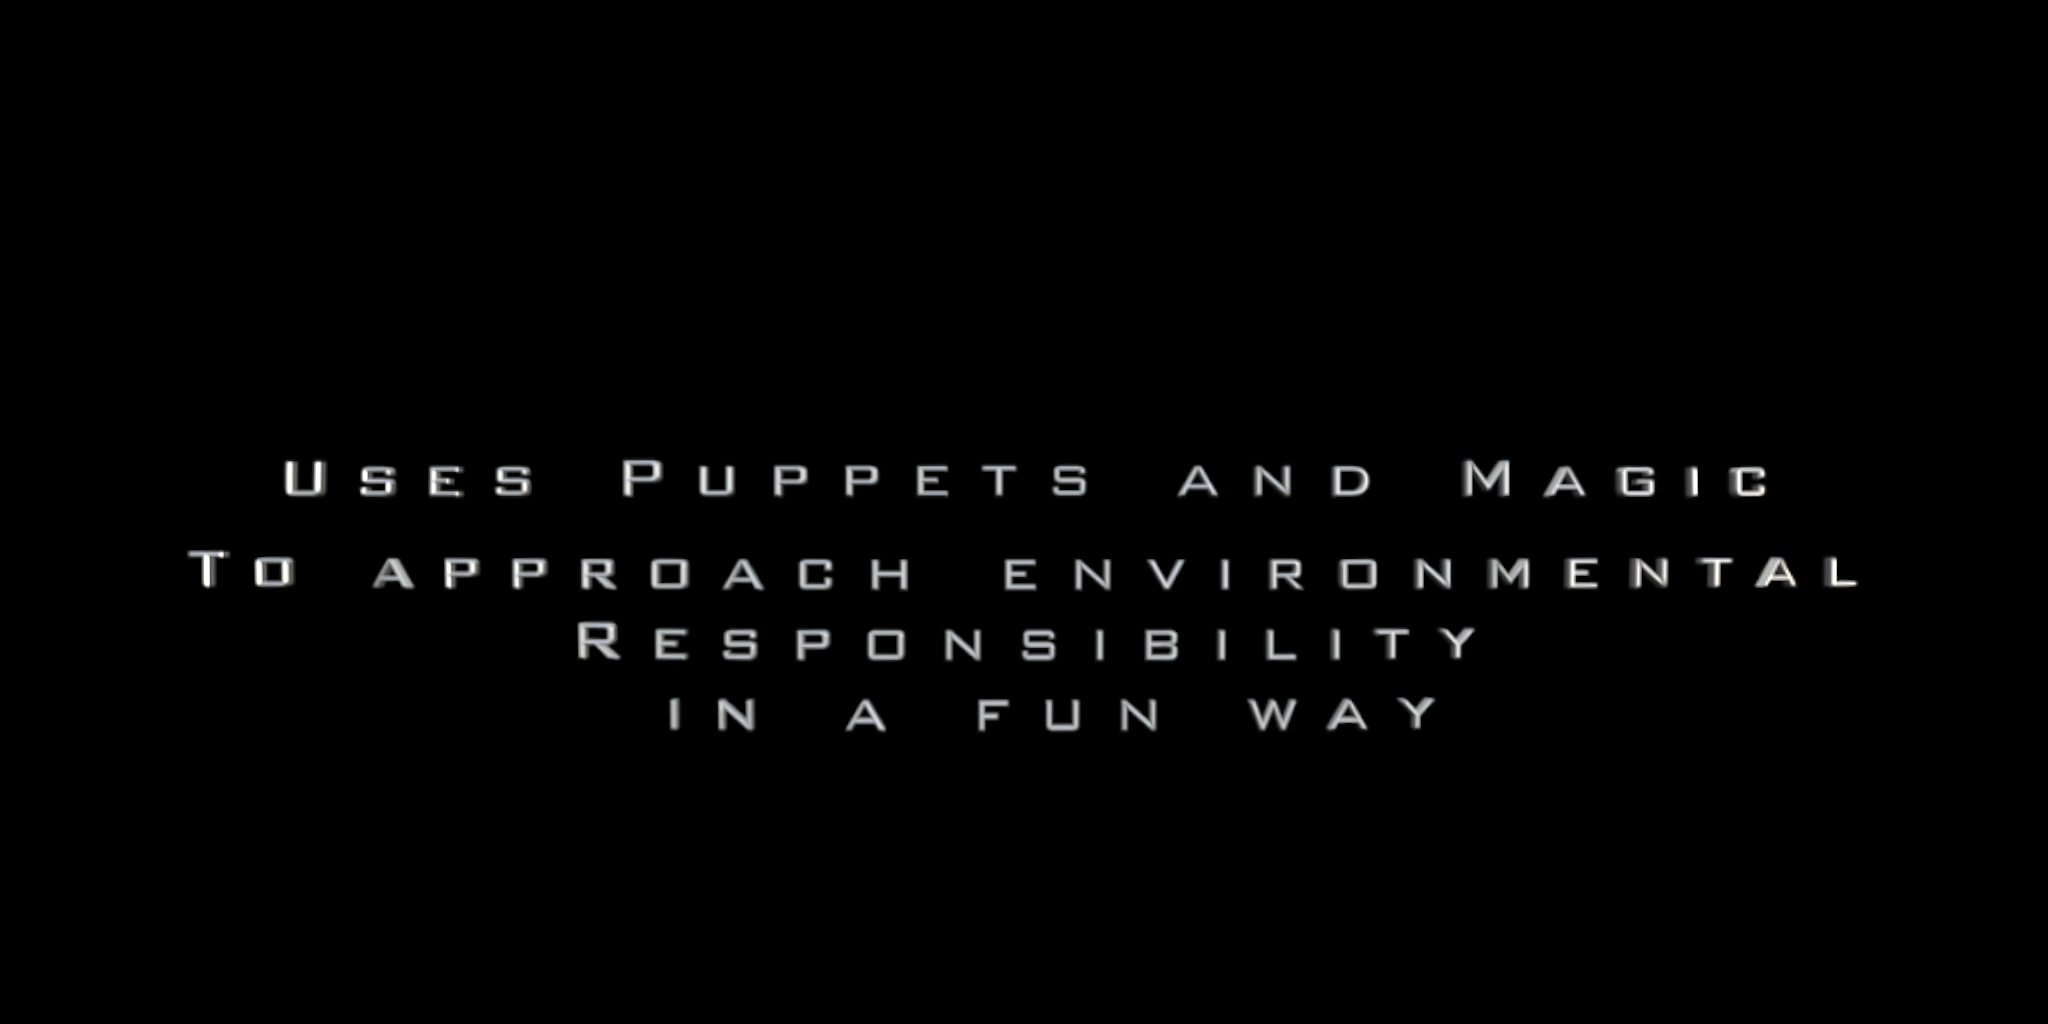 Uses Puppets and Magic
To approach environmental
Responsibility
in a fun way